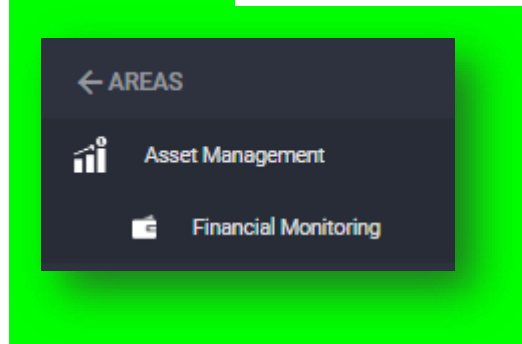 AREAS
Asset Management
Financial Monitoring